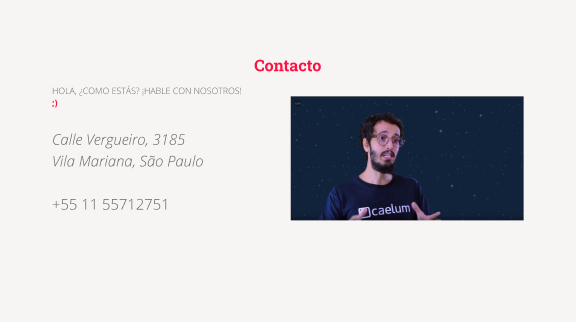 Contacto
HOLA, ¿COMO ESTÁS? ¡HABLE CON NOSOTROS!
:)
Calle Vergueiro, 3185
Vila Mariana, São Paulo
+55 11 55712751
caelum